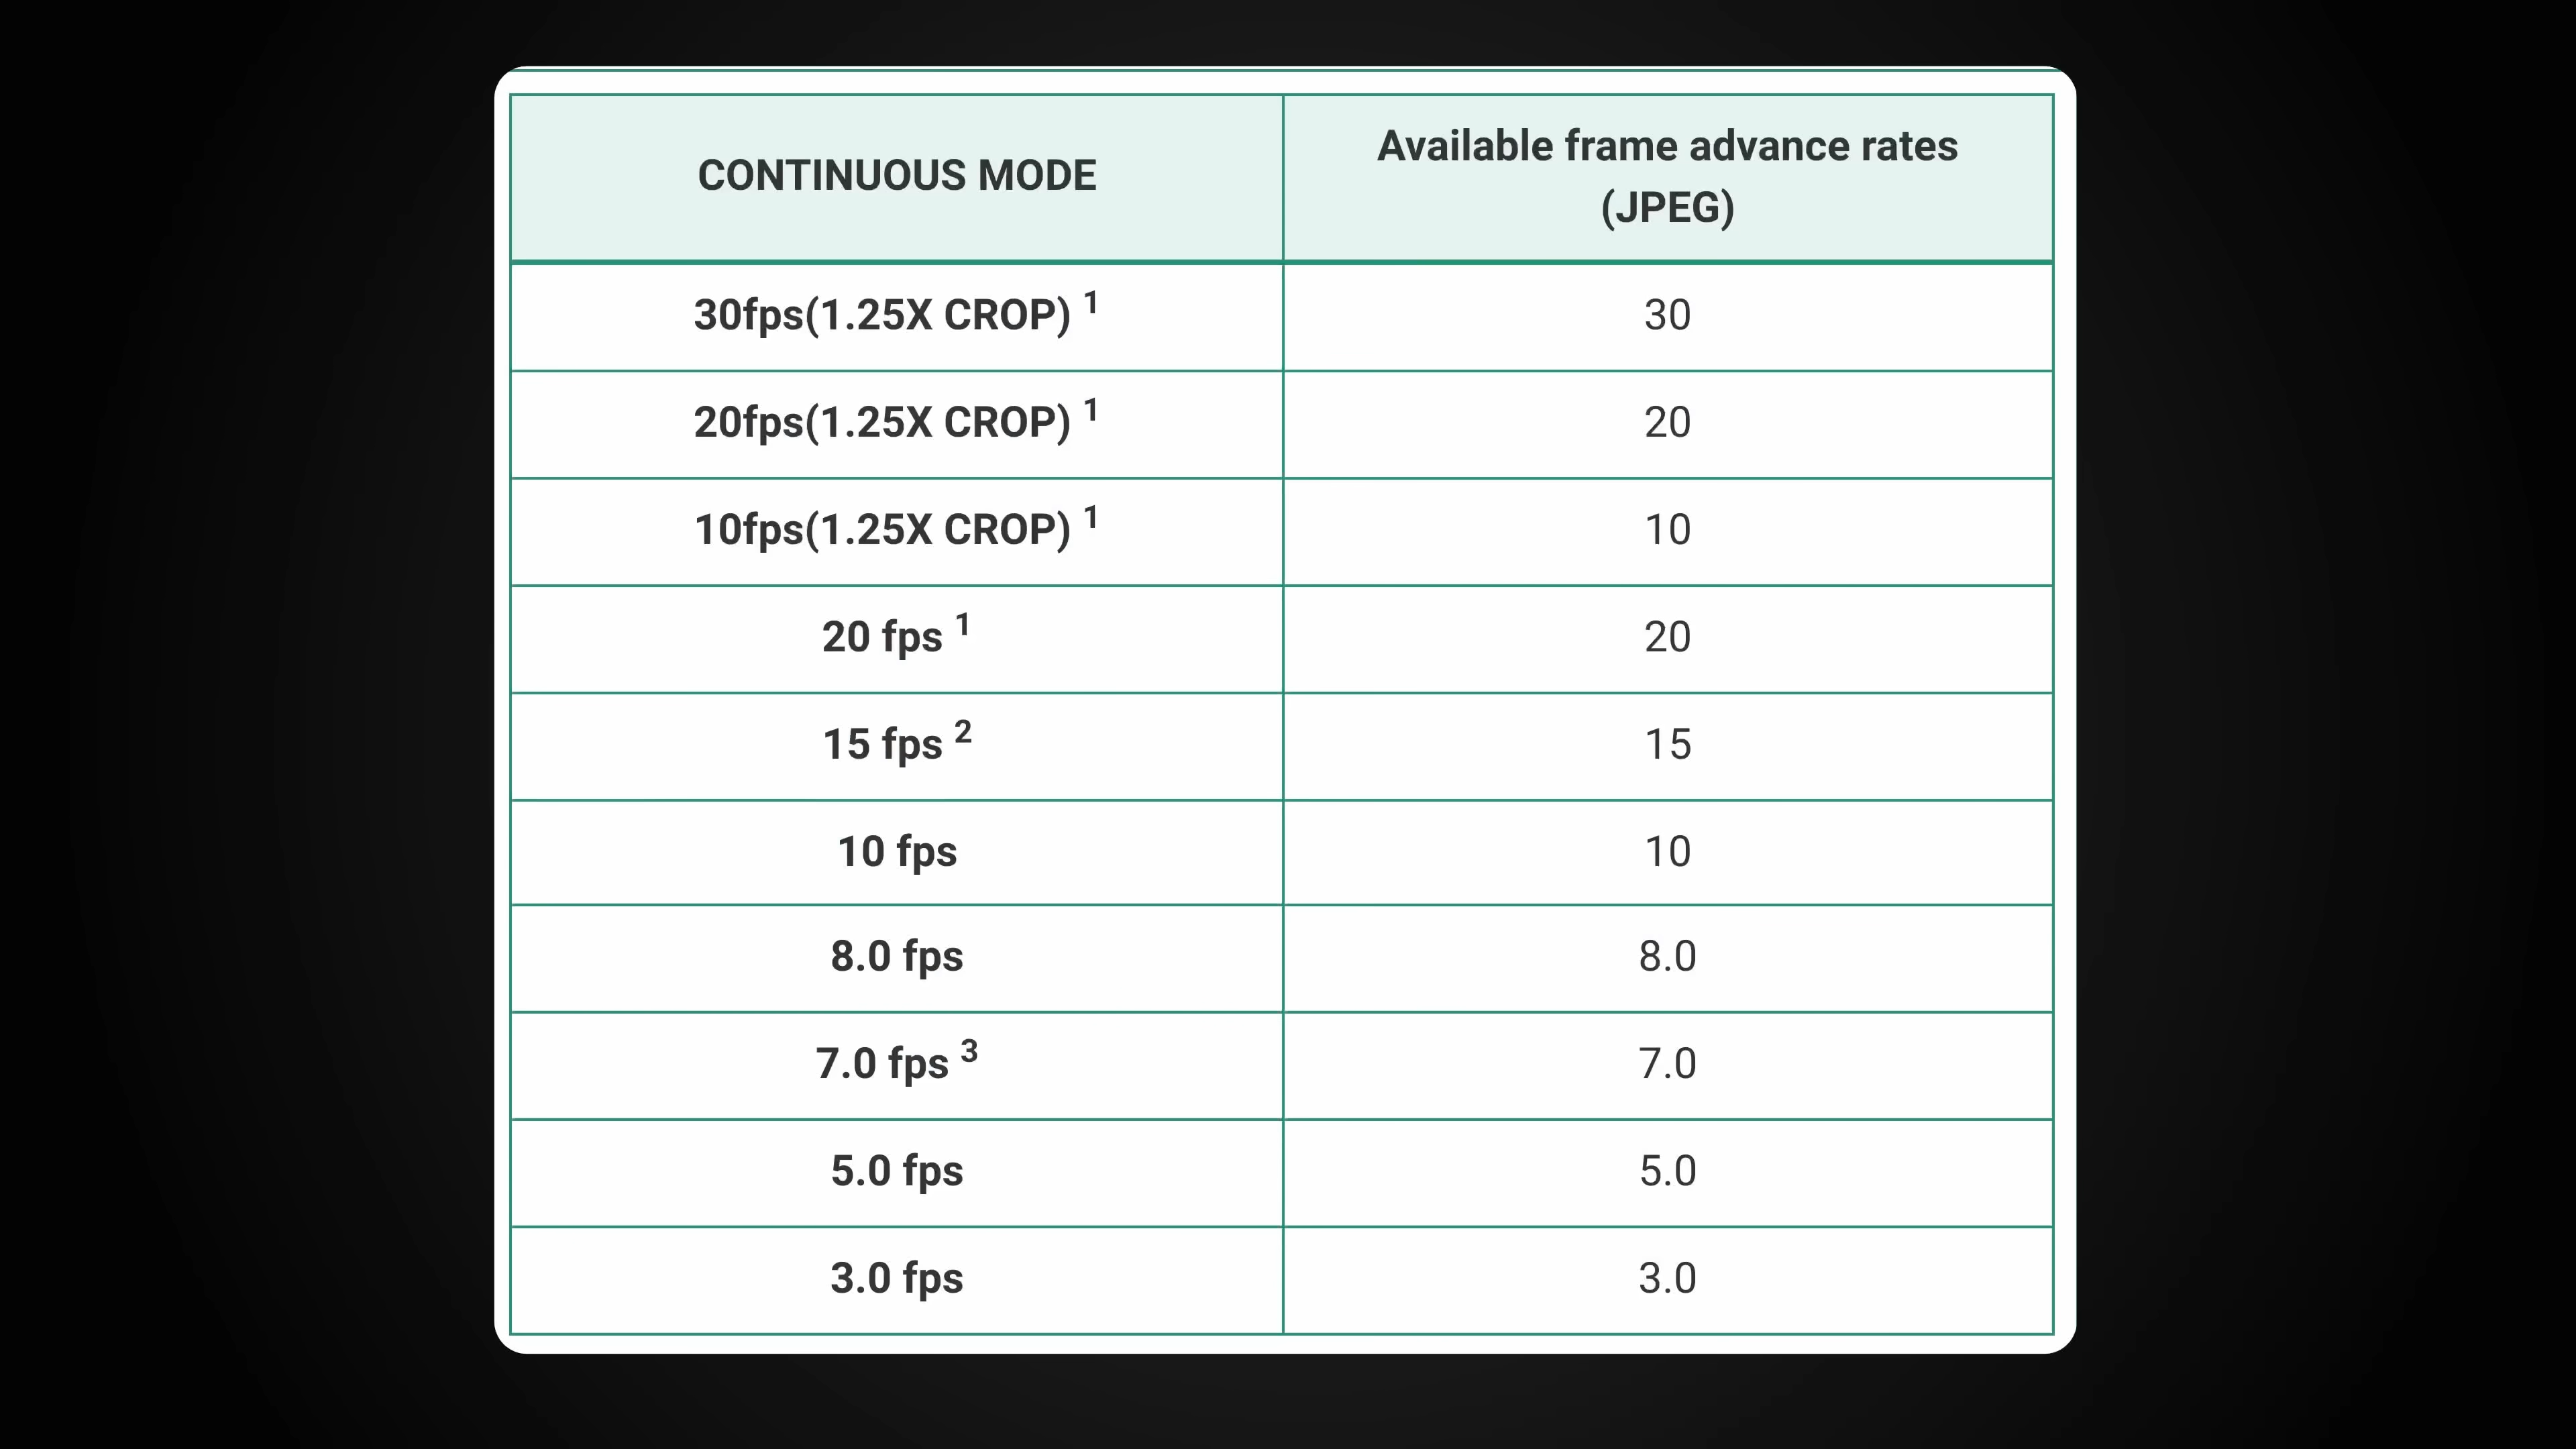 CONTINUOUS MODE
Available frame advance rates
(JPEG)
30fps(1.25X CROP) 1
30
20fps(1.25X CROP) 1
20
10fps(1.25X CROP) 1
10
20 fps 1
20
15 fps 2
15
10 fps
10
8.0 fps
8.0
7.0 fps 3
7.0
5.0 fps
5.0
3.0 fps
3.0